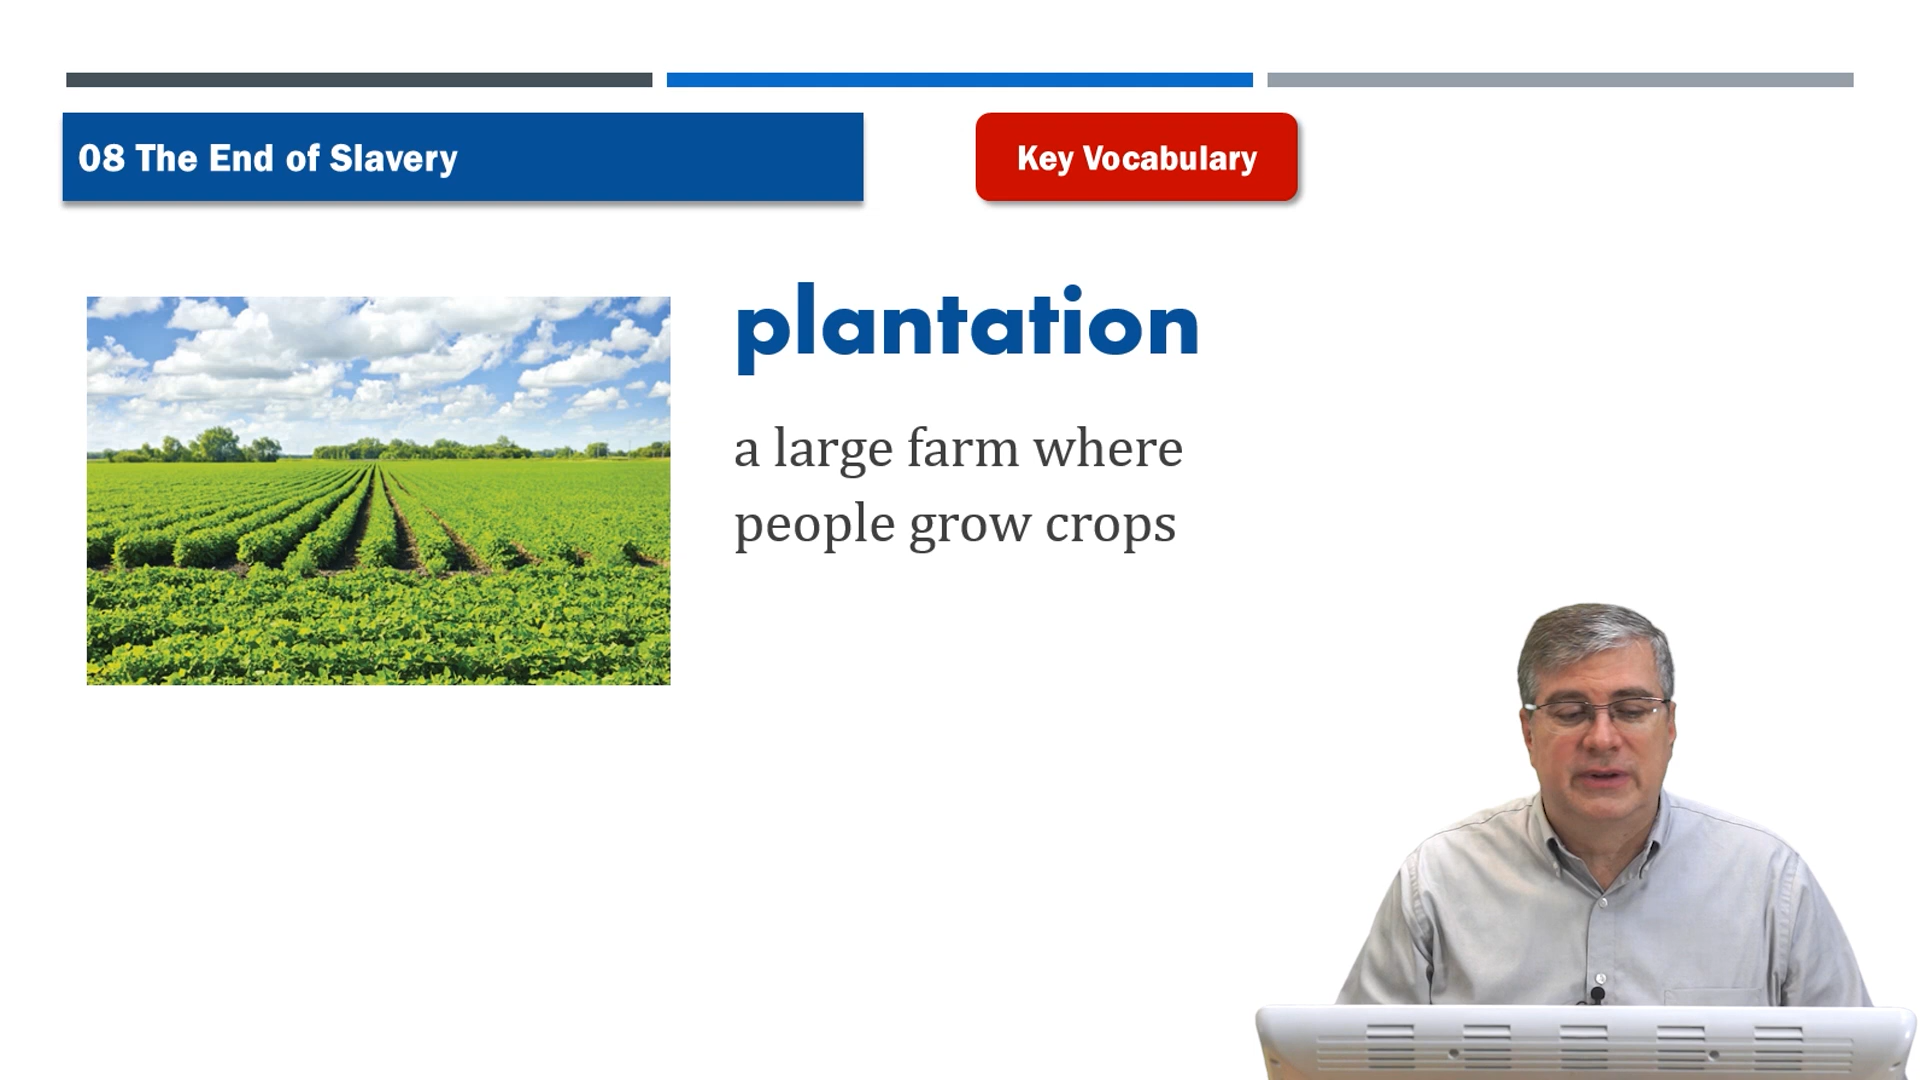 08 The End of Slavery
Key Vocabulary
plantation
a large farm where
people grow crops